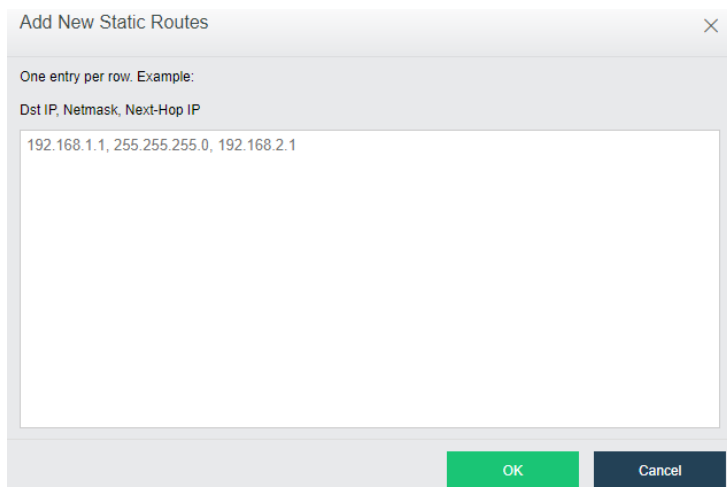 Add New Static Routes
One entry per row. Example:
Dst IP, Netmask, Next-Hop IP
192.168.1.1, 255.255.255.0, 192.168.2.1
OK
Cancel